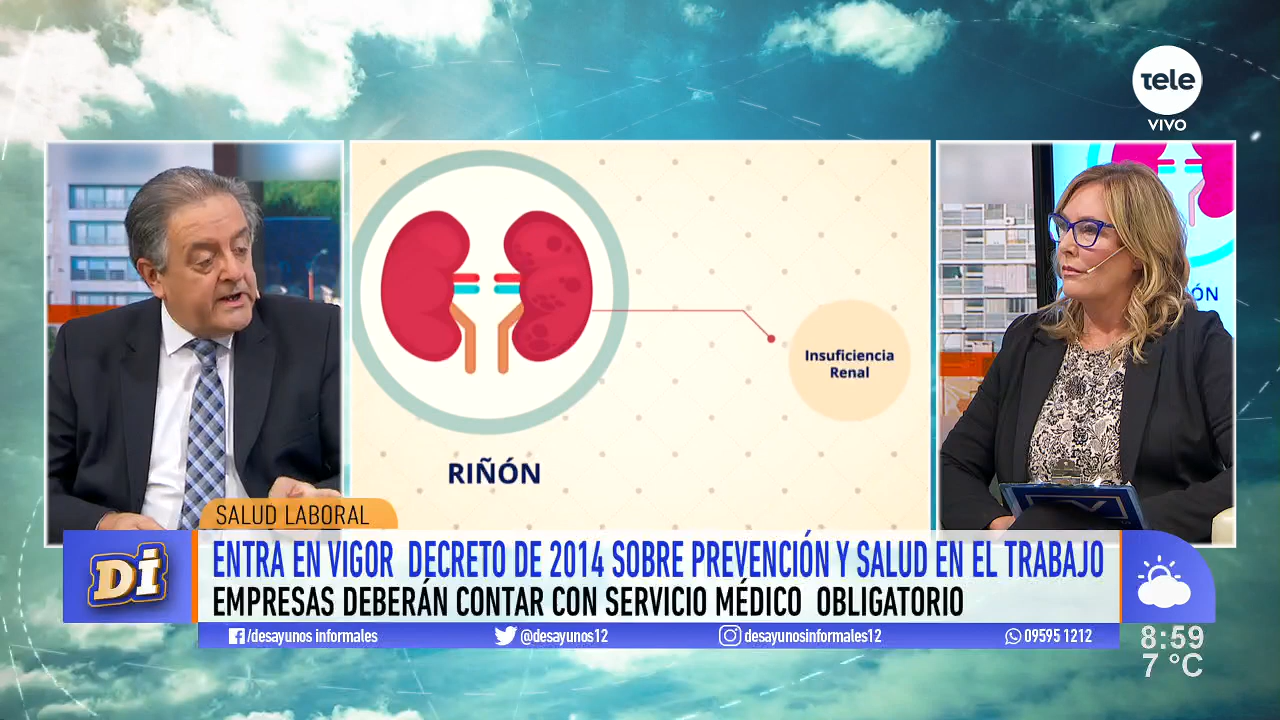 tele
VIVO
Insuficiencia
Renal
RIÑÓN
ÓN
SALUD LABORAL
Di
ENTRA EN VIGOR DECRETO DE 2014 SOBRE PREVENCIÓN Y SALUD EN EL TRABAJO
EMPRESAS DEBERÁN CONTAR CON SERVICIO MÉDICO OBLIGATORIO
/desayunos informales
@desayunos12
desayunosinformales12
09595 1212
8:59
7 °C